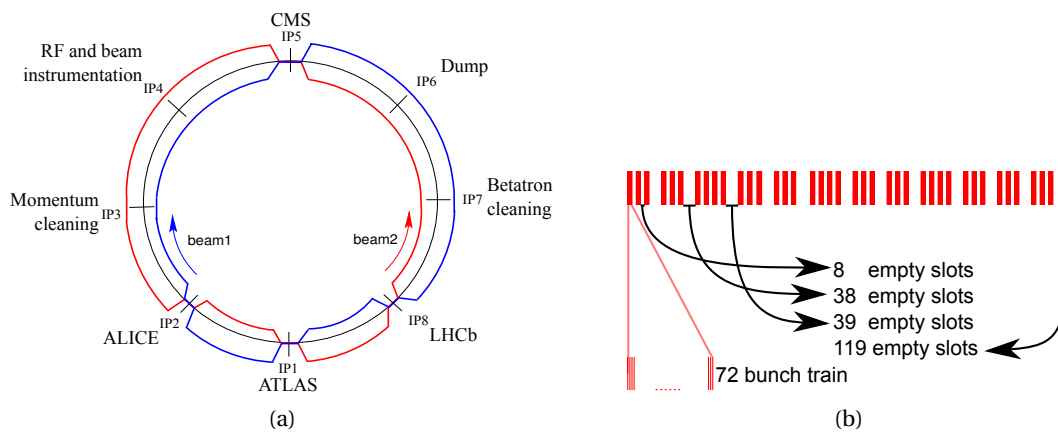 CMS
IP5
RF and beam
instrumentation
IP4
IP6
Dump
Momentum
cleaning
IP3
IP7
Betatron
cleaning
beam1
beam2
IP2
ALICE
IP8
LHCb
IP1
ATLAS
(a)
8 empty slots
38 empty slots
39 empty slots
119 empty slots
72 bunch train
(b)